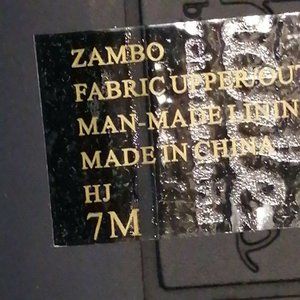 ZAMBO
FABRIC UPPER/OUT
MAN-MADE LININ
MADE IN CHINA
HJ
7M